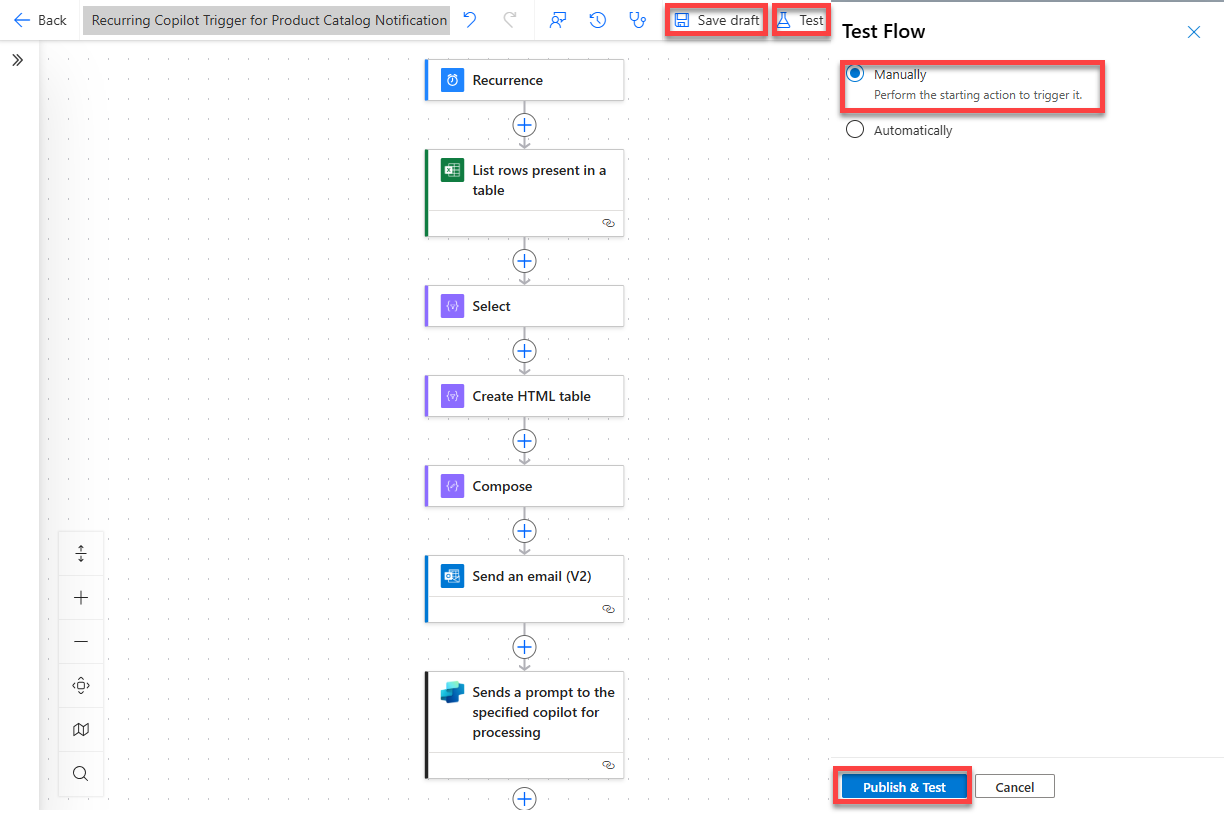 Back
Recurring Copilot Trigger for Product Catalog Notification
Save draft
Test
Test Flow
Manually
Perform the starting action to trigger it.
Automatically
Recurrence
List rows present in a
table
Select
Create HTML table
Compose
Send an email (V2)
Sends a prompt to the
specified copilot for
processing
Publish & Test
Cancel